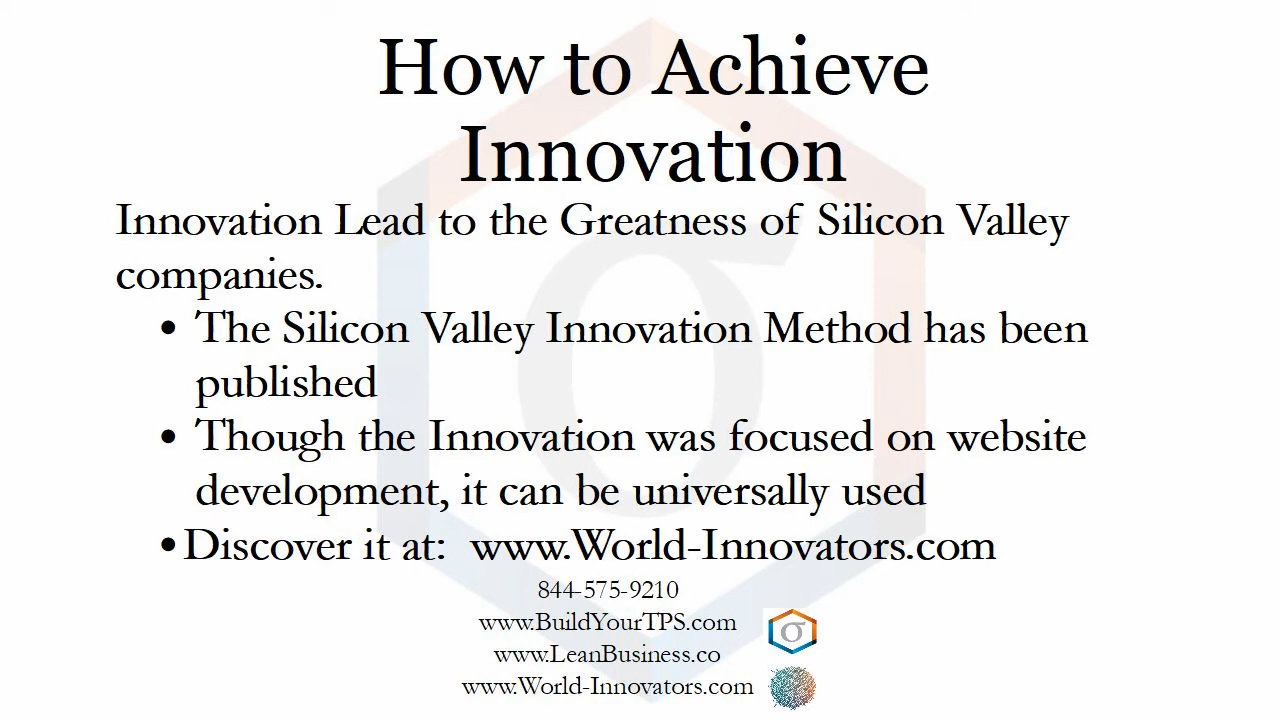 How to Achieve
Innovation
Innovation Lead to the Greatness of Silicon Valley
companies.
• The Silicon Valley Innovation Method has been
published
• Though the Innovation was focused on website
development, it can be universally used
•Discover it at: www.World-Innovators.com
844-575-9210
www.BuildYourTPS.com
www.LeanBusiness.co
www.World-Innovators.com
σ